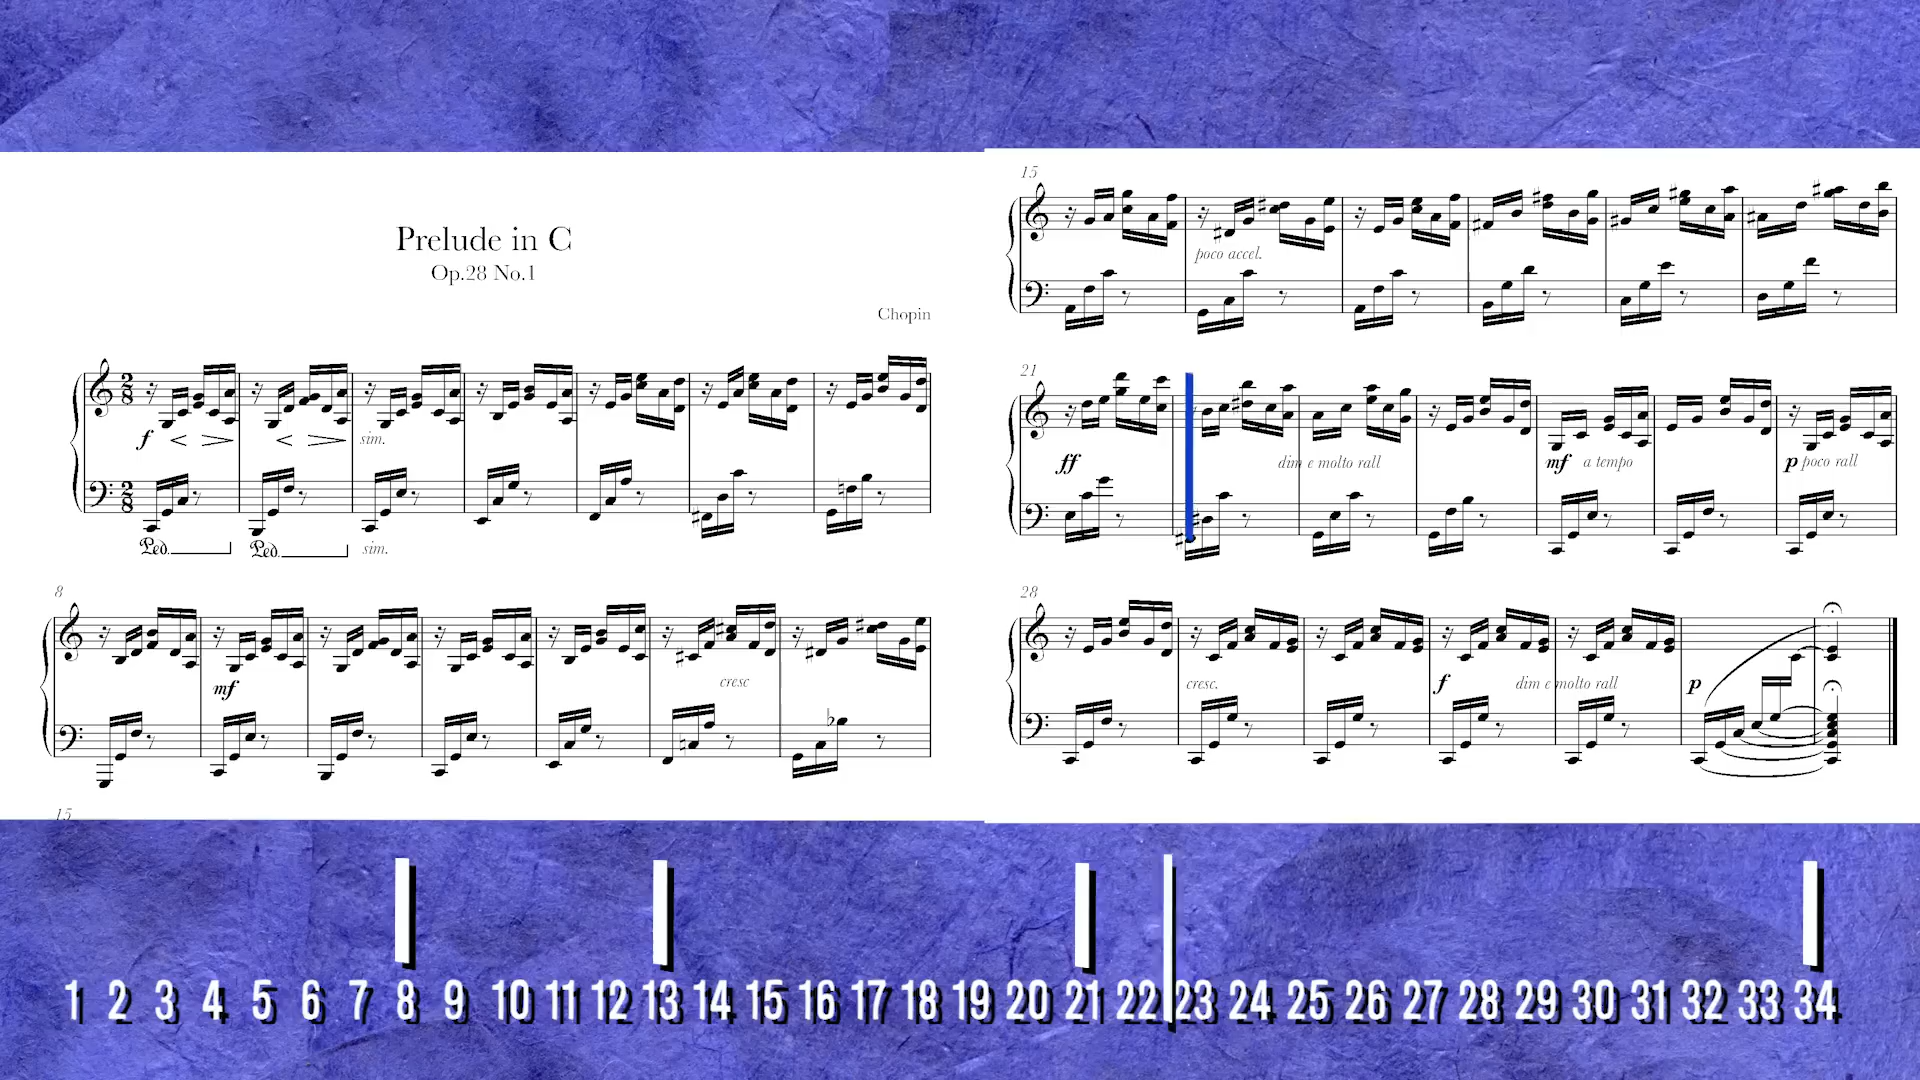 Prelude in C
Op.28 No.1
Chopin
2 8
f
sim.
2 8
Ped.
Ped.
sim.
8
mf
cresc
15
15
poco accel.
21
ff
dim e molto rall
mf a tempo
p poco rall
28
cresc.
f
dim e molto rall
p
1 2 3 4 5 6 7 8 9 10 11 12 13 14 15 16 17 18 19 20 21 22 23 24 25 26 27 28 29 30 31 32 33 34